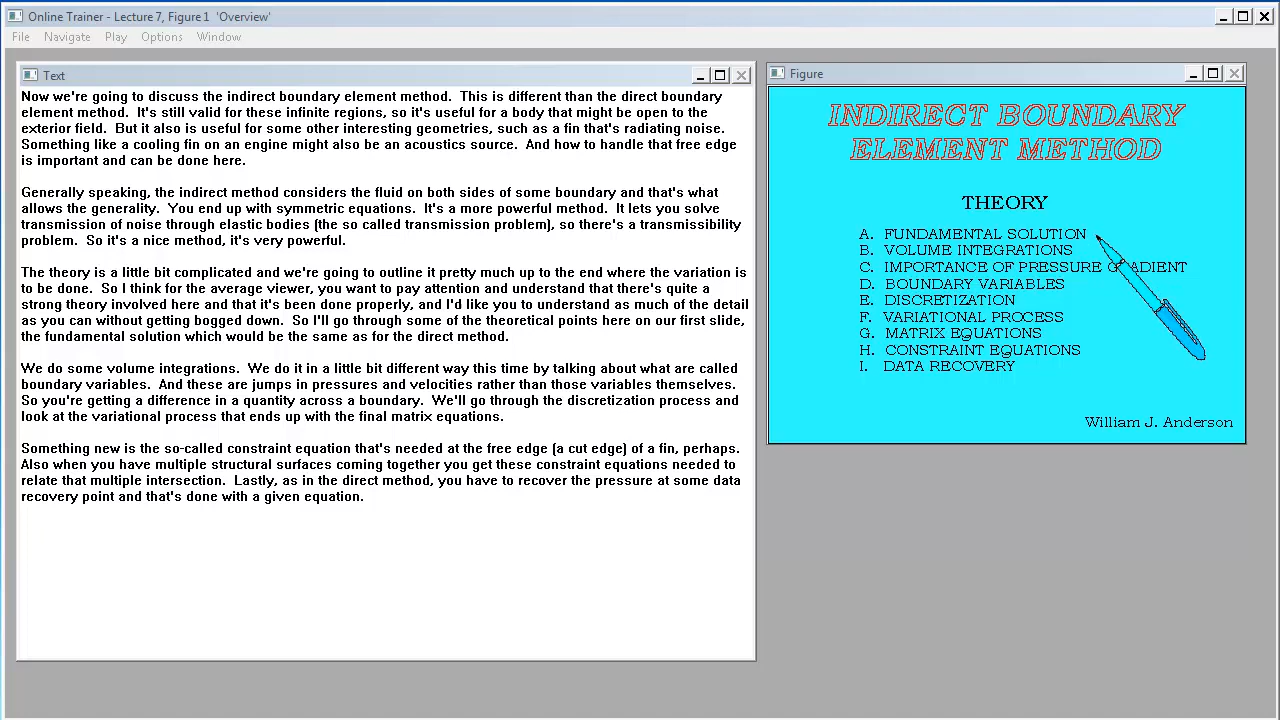 Online Trainer - Lecture 7, Figure 1  'Overview'
File Navigate Play Options Window
Text
Now we're going to discuss the indirect boundary element method.  This is different than the direct boundary
element method.  It's still valid for these infinite regions, so it's useful for a body that might be open to the
exterior field.  But it also is useful for some other interesting geometries, such as a fin that's radiating noise.
Something like a cooling fin on an engine might also be an acoustics source.  And how to handle that free edge
is important and can be done here.
Generally speaking, the indirect method considers the fluid on both sides of some boundary and that's what
allows the generality.  You end up with symmetric equations.  It's a more powerful method.  It lets you solve
transmission of noise through elastic bodies (the so called transmission problem), so there's a transmissibility
problem.  So it's a nice method, it's very powerful.
The theory is a little bit complicated and we're going to outline it pretty much up to the end where the variation is
to be done.  So I think for the average viewer, you want to pay attention and understand that there's quite a
strong theory involved here and that it's been done properly, and I'd like you to understand as much of the detail
as you can without getting bogged down.  So I'll go through some of the theoretical points here on our first slide,
the fundamental solution which would be the same as for the direct method.
We do some volume integrations.  We do it in a little bit different way this time by talking about what are called
boundary variables.  And these are jumps in pressures and velocities rather than those variables themselves.
So you're getting a difference in a quantity across a boundary.  We'll go through the discretization process and
look at the variational process that ends up with the final matrix equations.
Something new is the so-called constraint equation that's needed at the free edge (a cut edge) of a fin, perhaps.
Also when you have multiple structural surfaces coming together you get these constraint equations needed to
relate that multiple intersection.  Lastly, as in the direct method, you have to recover the pressure at some data
recovery point and that's done with a given equation.
Figure
INDIRECT BOUNDARY
ELEMENT METHOD
THEORY
A. FUNDAMENTAL SOLUTION
B. VOLUME INTEGRATIONS
C. IMPORTANCE OF PRESSURE GRADIENT
D. BOUNDARY VARIABLES
E. DISCRETIZATION
F. VARIATIONAL PROCESS
G. MATRIX EQUATIONS
H. CONSTRAINT EQUATIONS
I. DATA RECOVERY
William J. Anderson